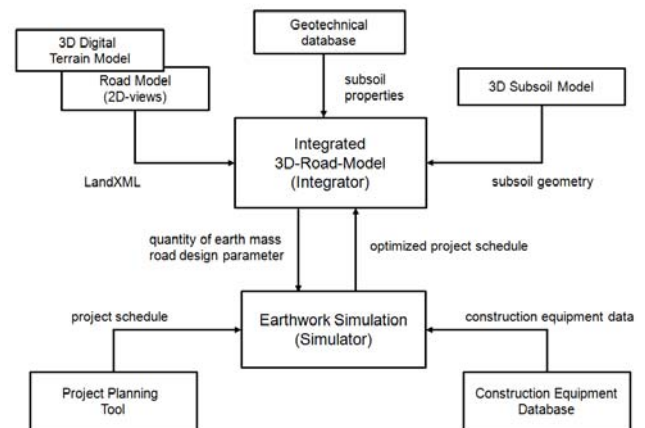 3D Digital
Terrain Model
Road Model
(2D-views)
Geotechnical
database
3D Subsoil Model
subsoil
properties
Integrated
3D-Road-Model
(Integrator)
LandXML
subsoil geometry
quantity of earth mass
road design parameter
optimized project schedule
project schedule
Earthwork Simulation
(Simulator)
construction equipment data
Project Planning
Tool
Construction Equipment
Database